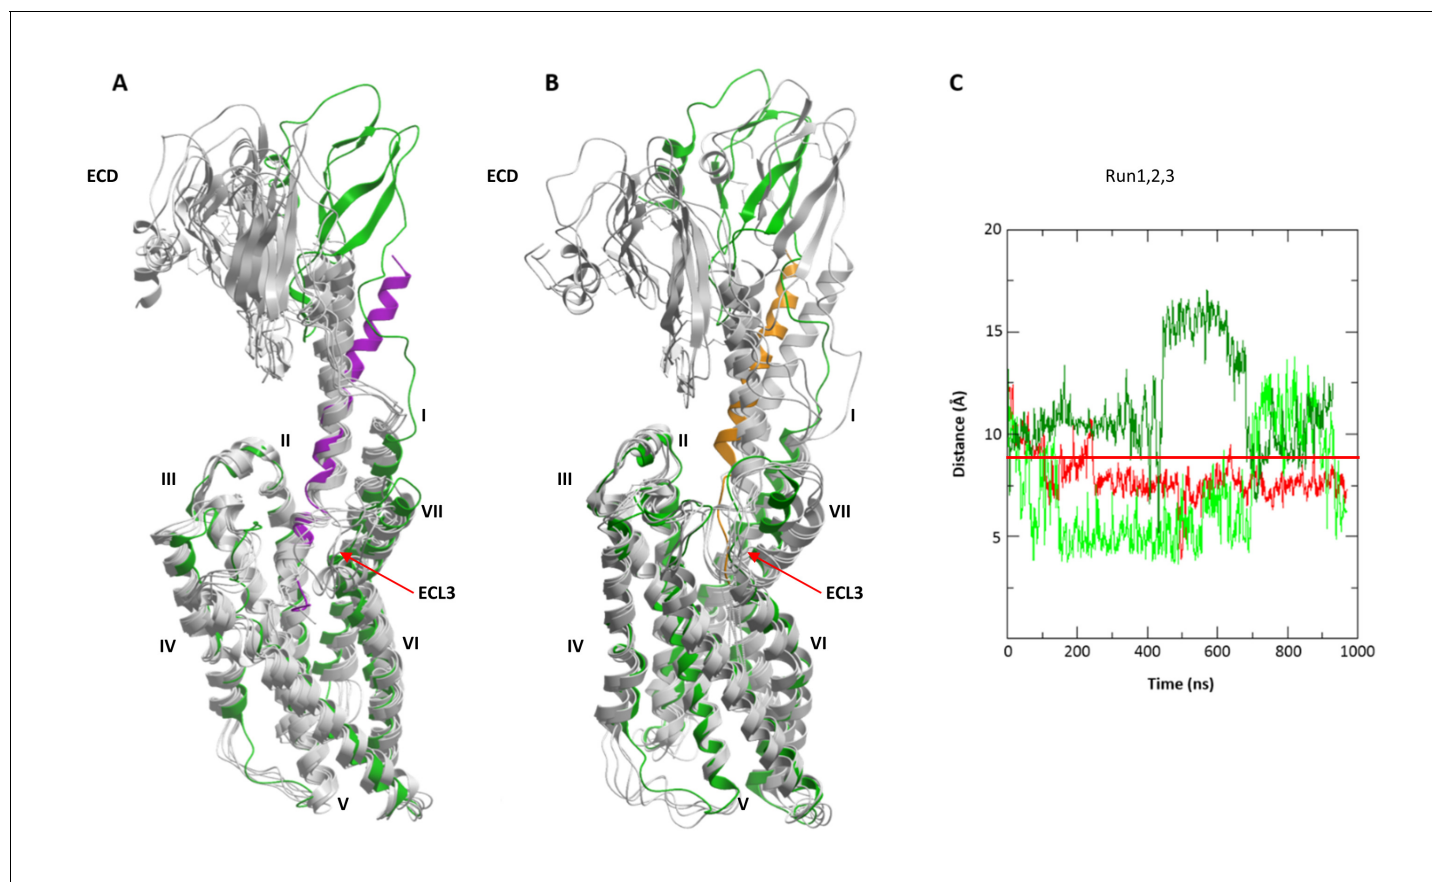 A
B
C
ECD
ECD
Run1,2,3
20
15
10
5
Distance (Å)
0
200
400
600
800
1000
Time (ns)
I
II
III
VII
ECL3
IV
VI
V
I
II
III
VII
ECL3
IV
VI
V